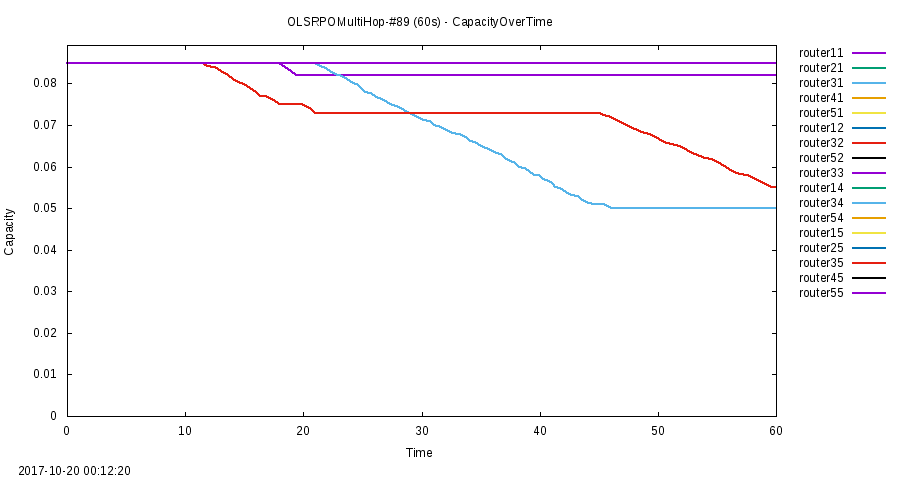 OLSRPOMultiHop-#89 (60s) - CapacityOverTime
router11
router21
router31
router41
router51
router12
router32
router52
router33
router14
router34
router54
router15
router25
router35
router45
router55
Capacity
0.08
0.07
0.06
0.05
0.04
0.03
0.02
0.01
0
0 10 20 30 40 50 60
Time
2017-10-20 00:12:20